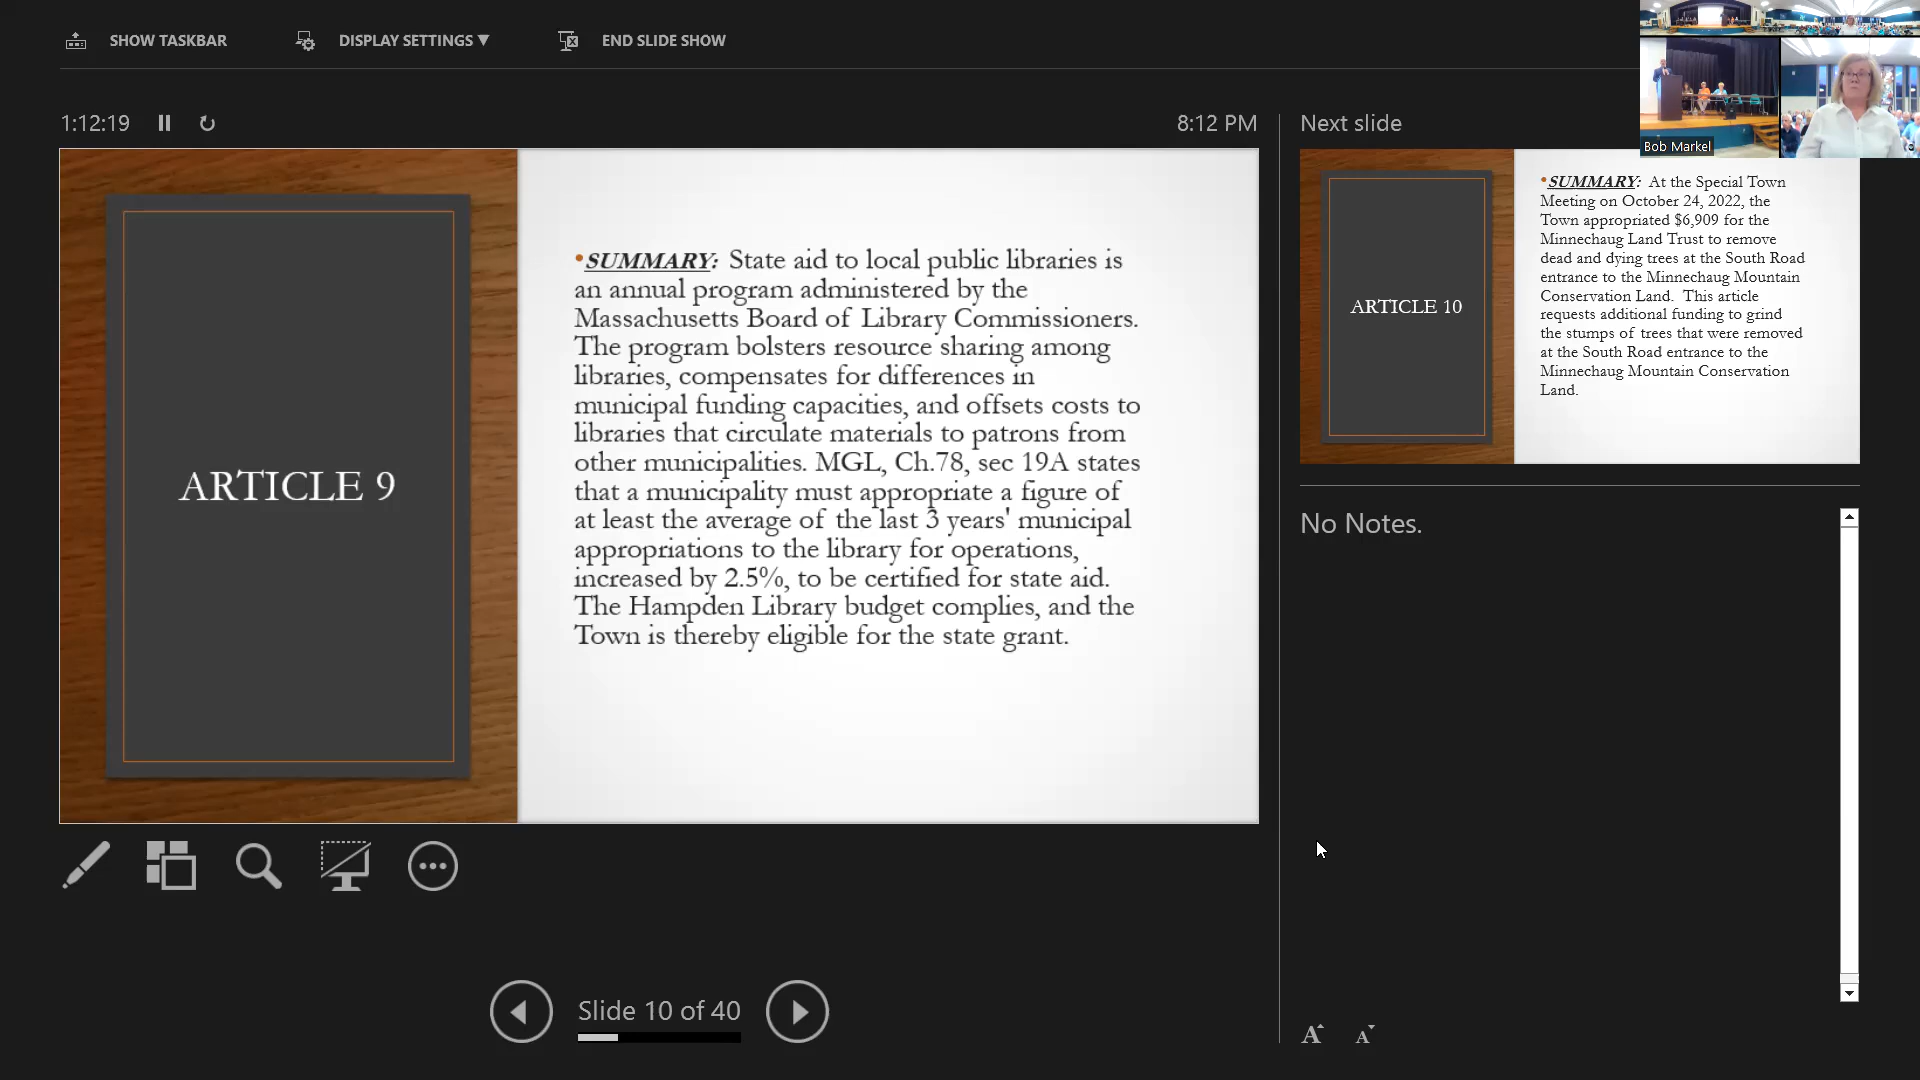 SHOW TASKBAR
DISPLAY SETTINGS ▼
END SLIDE SHOW
1:12:19
8:12 PM
Next slide
Bob Markel
ARTICLE 9
•SUMMARY: State aid to local public libraries is
an annual program administered by the
Massachusetts Board of Library Commissioners.
The program bolsters resource sharing among
libraries, compensates for differences in
municipal funding capacities, and offsets costs to
libraries that circulate materials to patrons from
other municipalities. MGL, Ch.78, sec 19A states
that a municipality must appropriate a figure of
at least the average of the last 3 years' municipal
appropriations to the library for operations,
increased by 2.5%, to be certified for state aid.
The Hampden Library budget complies, and the
Town is thereby eligible for the state grant.
ARTICLE 10
•SUMMARY: At the Special Town
Meeting on October 24, 2022, the
Town appropriated $6,909 for the
Minnechaug Land Trust to remove
dead and dying trees at the South Road
entrance to the Minnechaug Mountain
Conservation Land. This article
requests additional funding to grind
the stumps of trees that were removed
at the South Road entrance to the
Minnechaug Mountain Conservation
Land.
No Notes.
Slide 10 of 40
A A